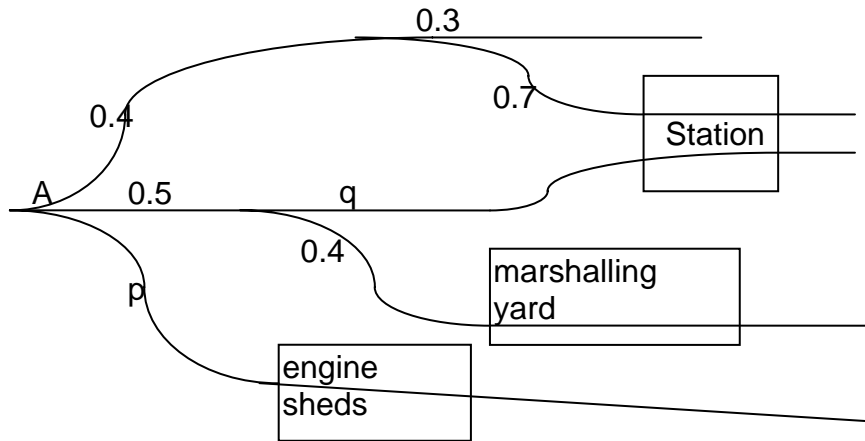 0.3
0.4
0.7
Station
A
0.5
q
0.4
marshalling
yard
p
engine
sheds